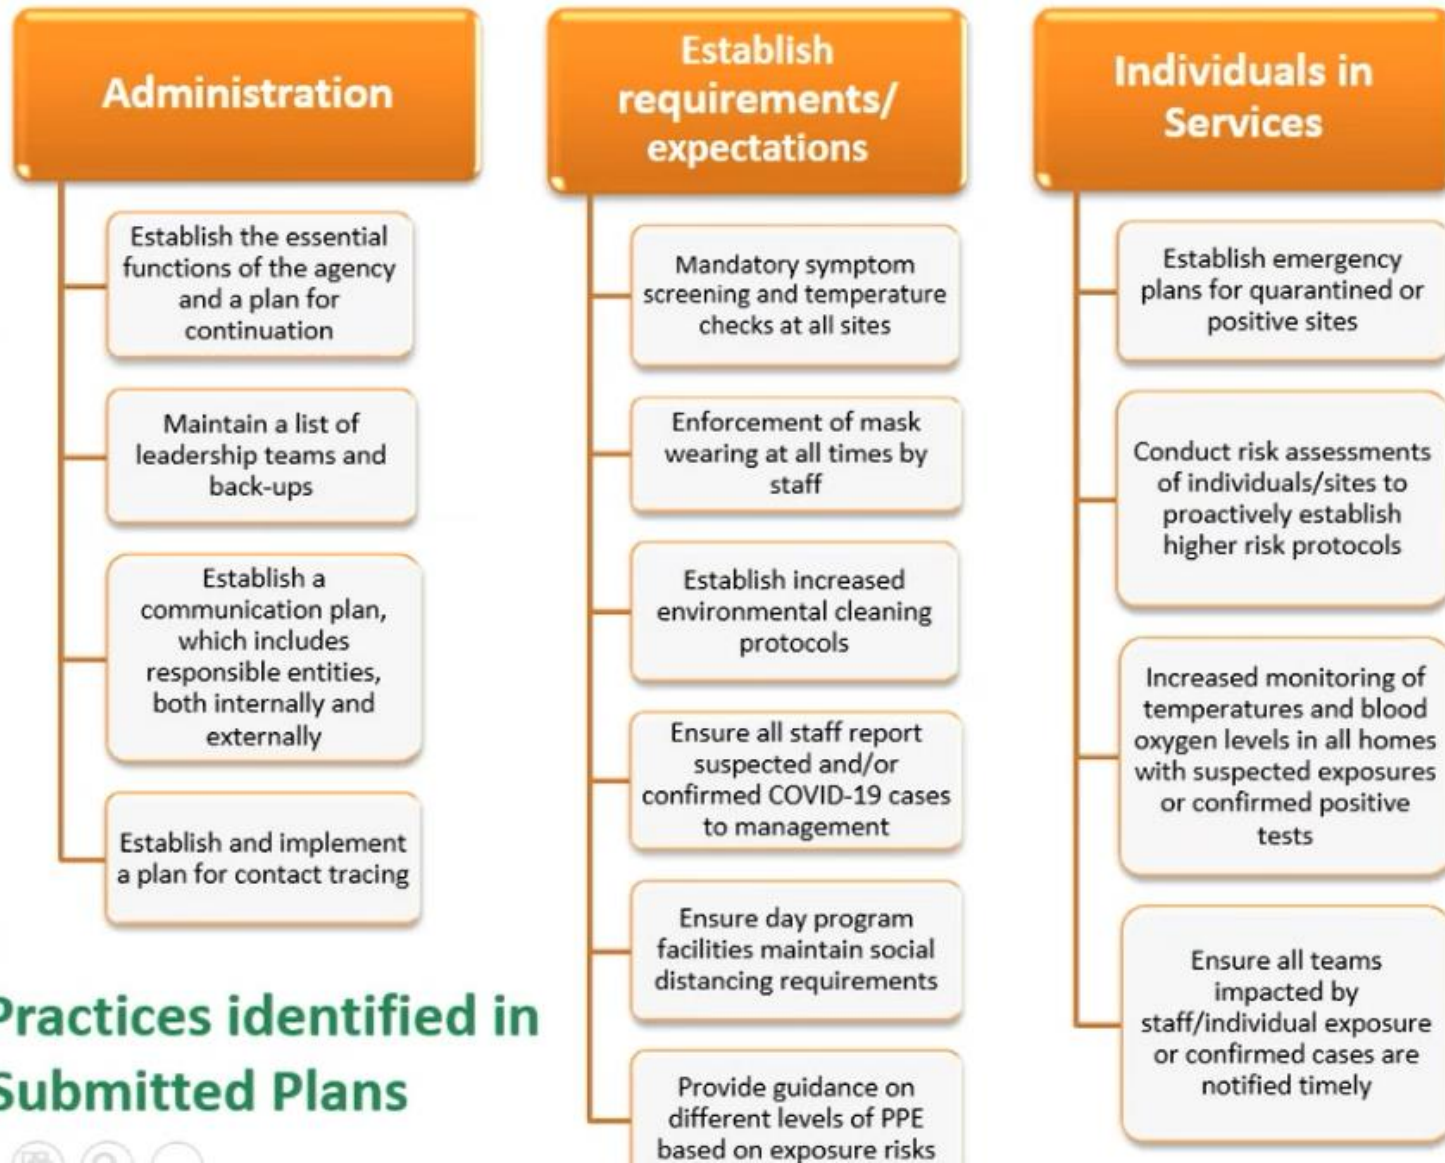 Administration
Establish the essential
functions of the agency
and a plan for
continuation
Maintain a list of
leadership teams and
back-ups
Establish a
communication plan,
which includes
responsible entities,
both internally and
externally
Establish and implement
a plan for contact tracing
Establish
requirements/
expectations
Mandatory symptom
screening and temperature
checks at all sites
Enforcement of mask
wearing at all times by
staff
Establish increased
environmental cleaning
protocols
Ensure all staff report
suspected and/or
confirmed COVID-19 cases
to management
Ensure day program
facilities maintain social
distancing requirements
Provide guidance on
different levels of PPE
based on exposure risks
Individuals in
Services
Establish emergency
plans for quarantined or
positive sites
Conduct risk assessments
of individuals/sites to
proactively establish
higher risk protocols
Increased monitoring of
temperatures and blood
oxygen levels in all homes
with suspected exposures
or confirmed positive
tests
Ensure all teams
impacted by
staff/individual exposure
or confirmed cases are
notified timely
Practices identified in
Submitted Plans